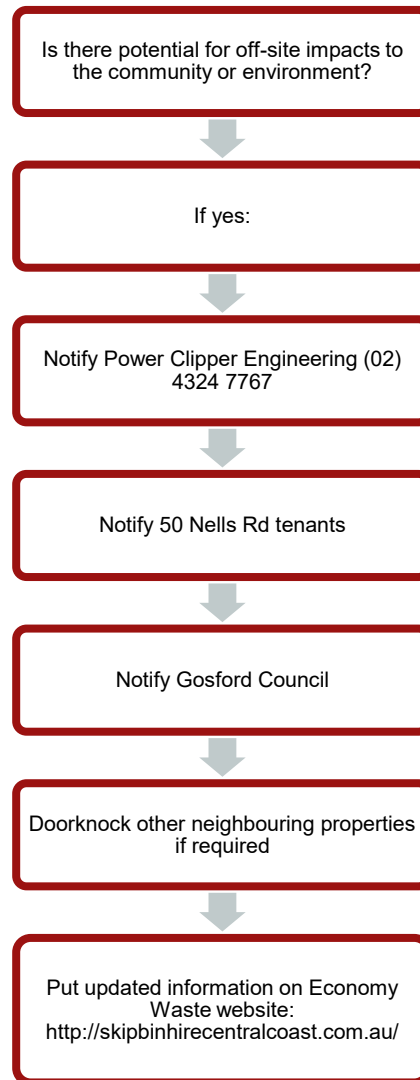 Is there potential for off-site impacts to
the community or environment?
If yes:
Notify Power Clipper Engineering (02)
4324 7767
Notify 50 Nells Rd tenants
Notify Gosford Council
Doorknock other neighbouring properties
if required
Put updated information on Economy
Waste website:
http://skipbinhirecentralcoast.com.au/